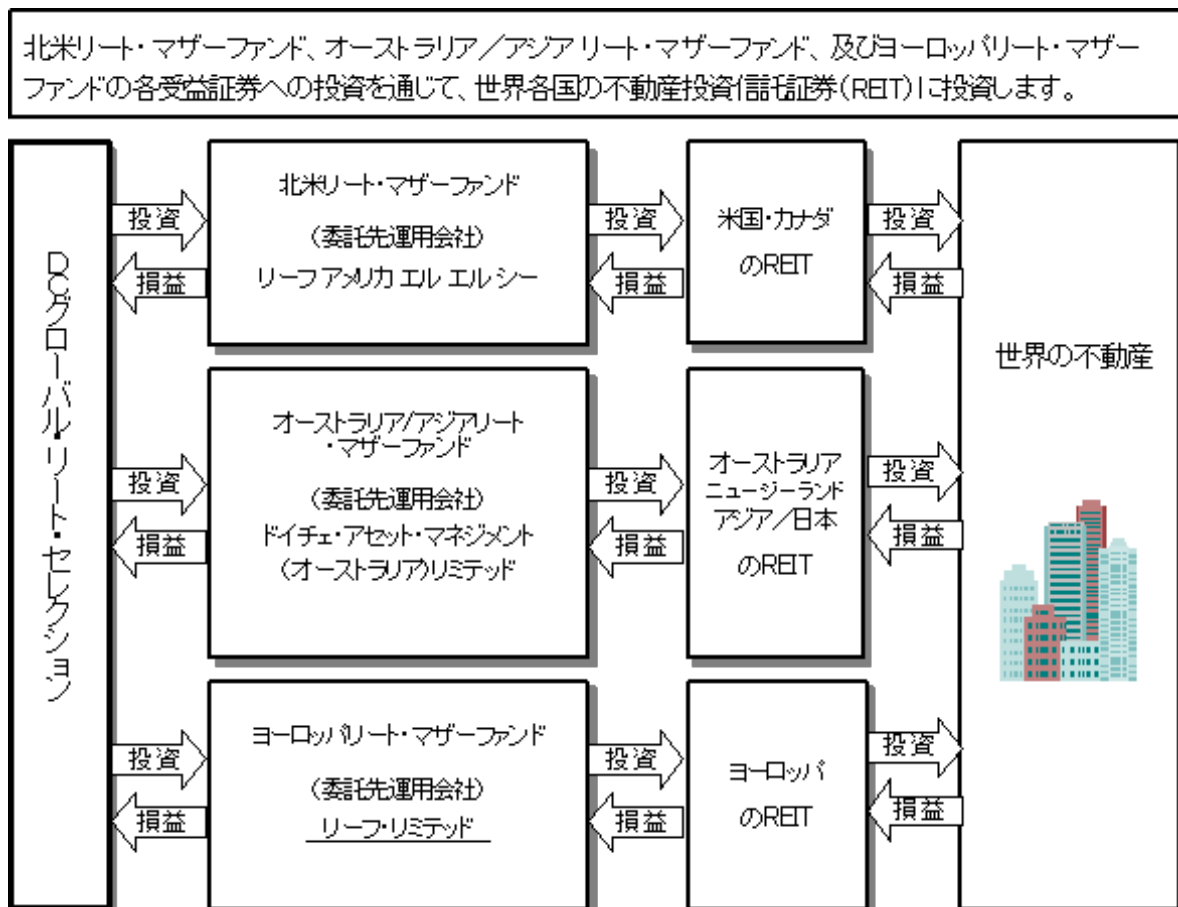 北米リート・マザーファンド、オーストラリア／アジアリート・マザーファンド、及びヨーロッパリート・マザー
ファンドの各受益証券への投資を通じて、世界各国の不動産投資信託証券(REIT)に投資します。
DCグローバル・リート・セレクション
投資
損益
北米リート・マザーファンド
(委託先運用会社)
リーフ アメリカ エル エル シー
投資
損益
米国・カナダ
のREIT
投資
損益
世界の不動産
投資
損益
オーストラリア/アジアリート
・マザーファンド
(委託先運用会社)
ドイチェ・アセット・マネジメント
(オーストラリア)リミテッド
投資
損益
オーストラリア
ニュージーランド
アジア／日本
のREIT
投資
損益
投資
損益
ヨーロッパリート・マザーファンド
(委託先運用会社)
リーフ・リミテッド
投資
損益
ヨーロッパ
のREIT
投資
損益